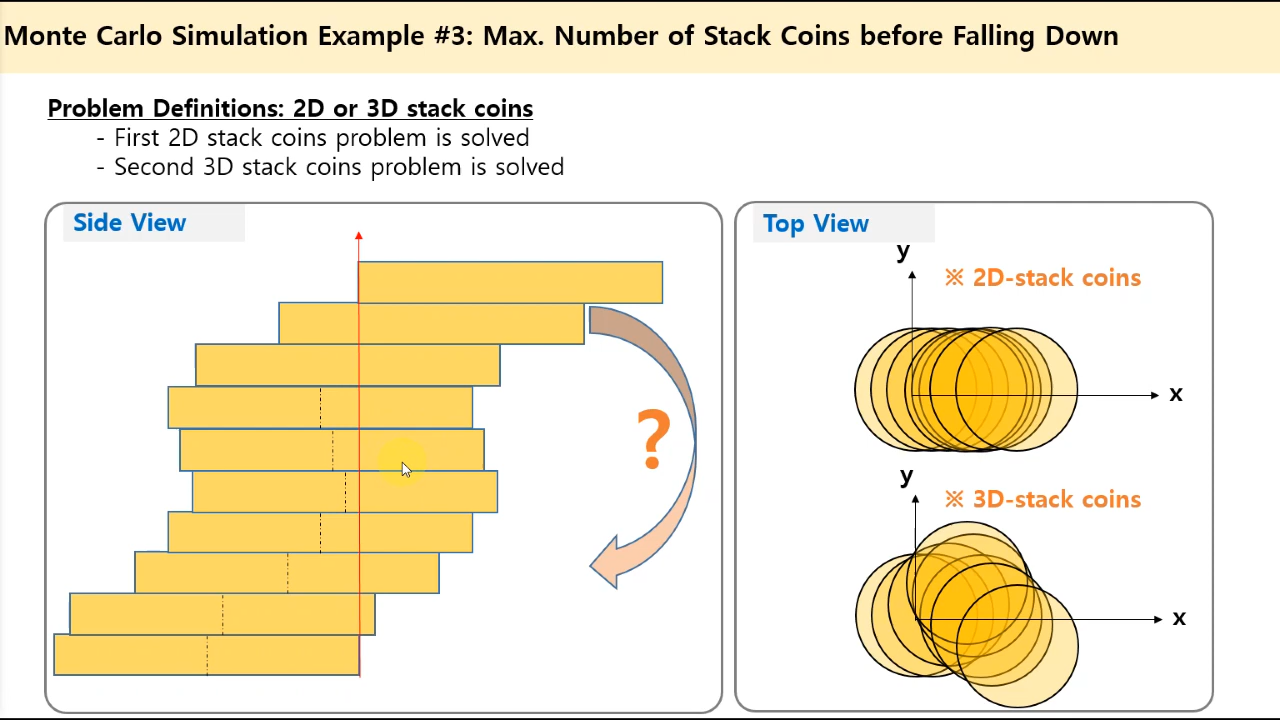 Monte Carlo Simulation Example #3: Max. Number of Stack Coins before Falling Down
Problem Definitions: 2D or 3D stack coins
- First 2D stack coins problem is solved
- Second 3D stack coins problem is solved
Side View
?
Top View
y
※ 2D-stack coins
x
y
※ 3D-stack coins
x